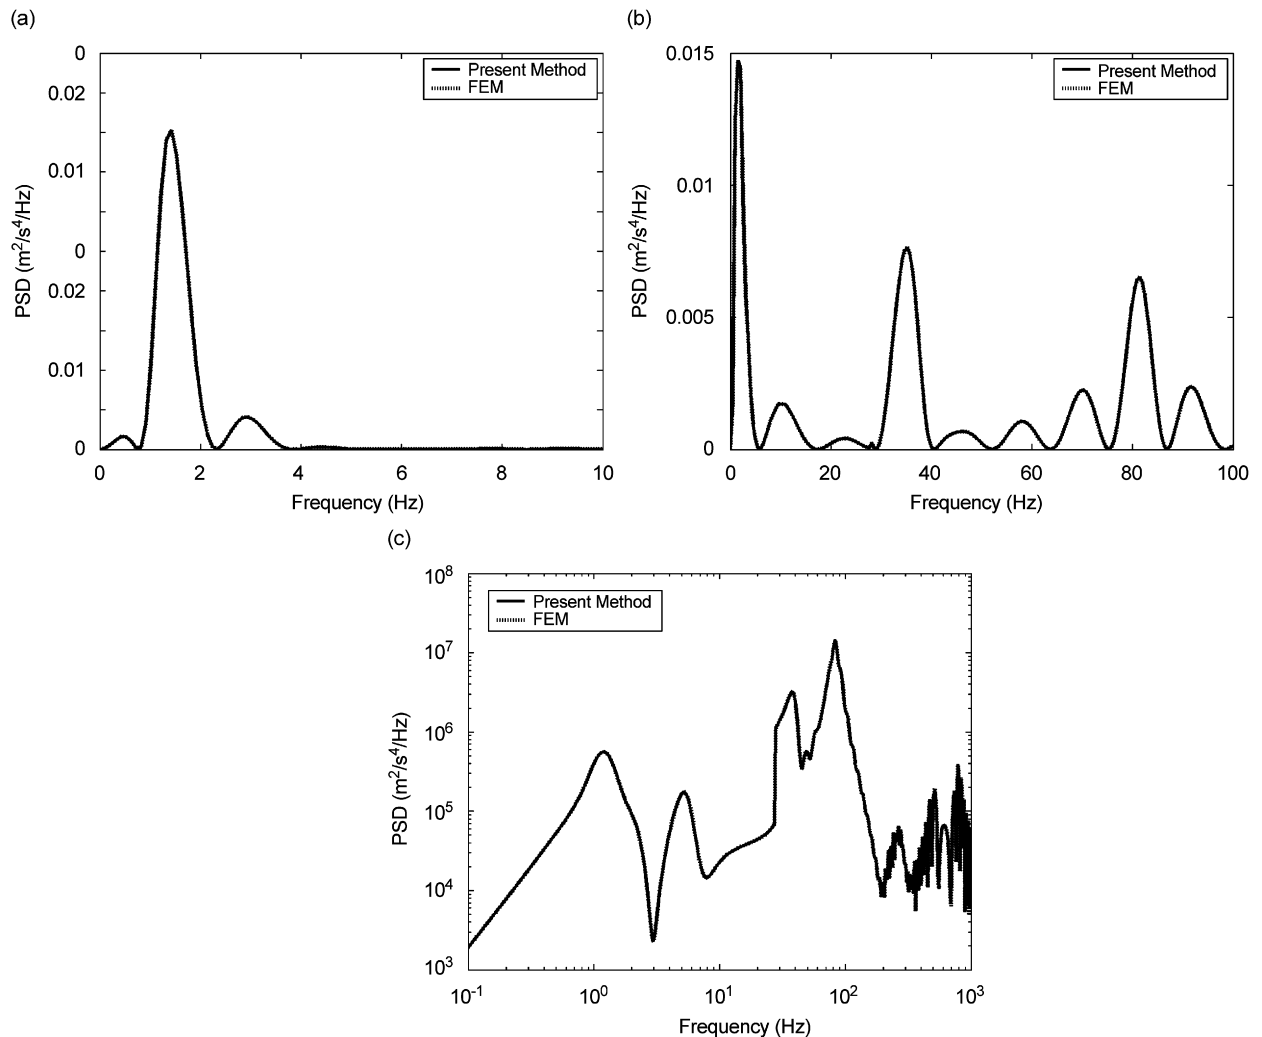 (a)
0
0.02
0.01
0
0.02
0.01
0
PSD (m²/s⁴/Hz)
Present Method
FEM
0 2 4 6 8 10
Frequency (Hz)
(b)
0.015
0.01
0.005
0
PSD (m²/s⁴/Hz)
Present Method
FEM
0 20 40 60 80 100
Frequency (Hz)
(c)
10⁸
10⁷
10⁶
10⁵
10⁴
10³
PSD (m²/s⁴/Hz)
Present Method
FEM
10⁻¹ 10⁰ 10¹ 10² 10³
Frequency (Hz)